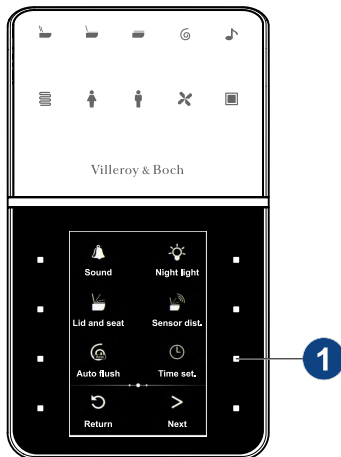 Villeroy & Boch
Sound Night light
Lid and seat Sensor dist.
Auto flush Time set.
1
Return Next